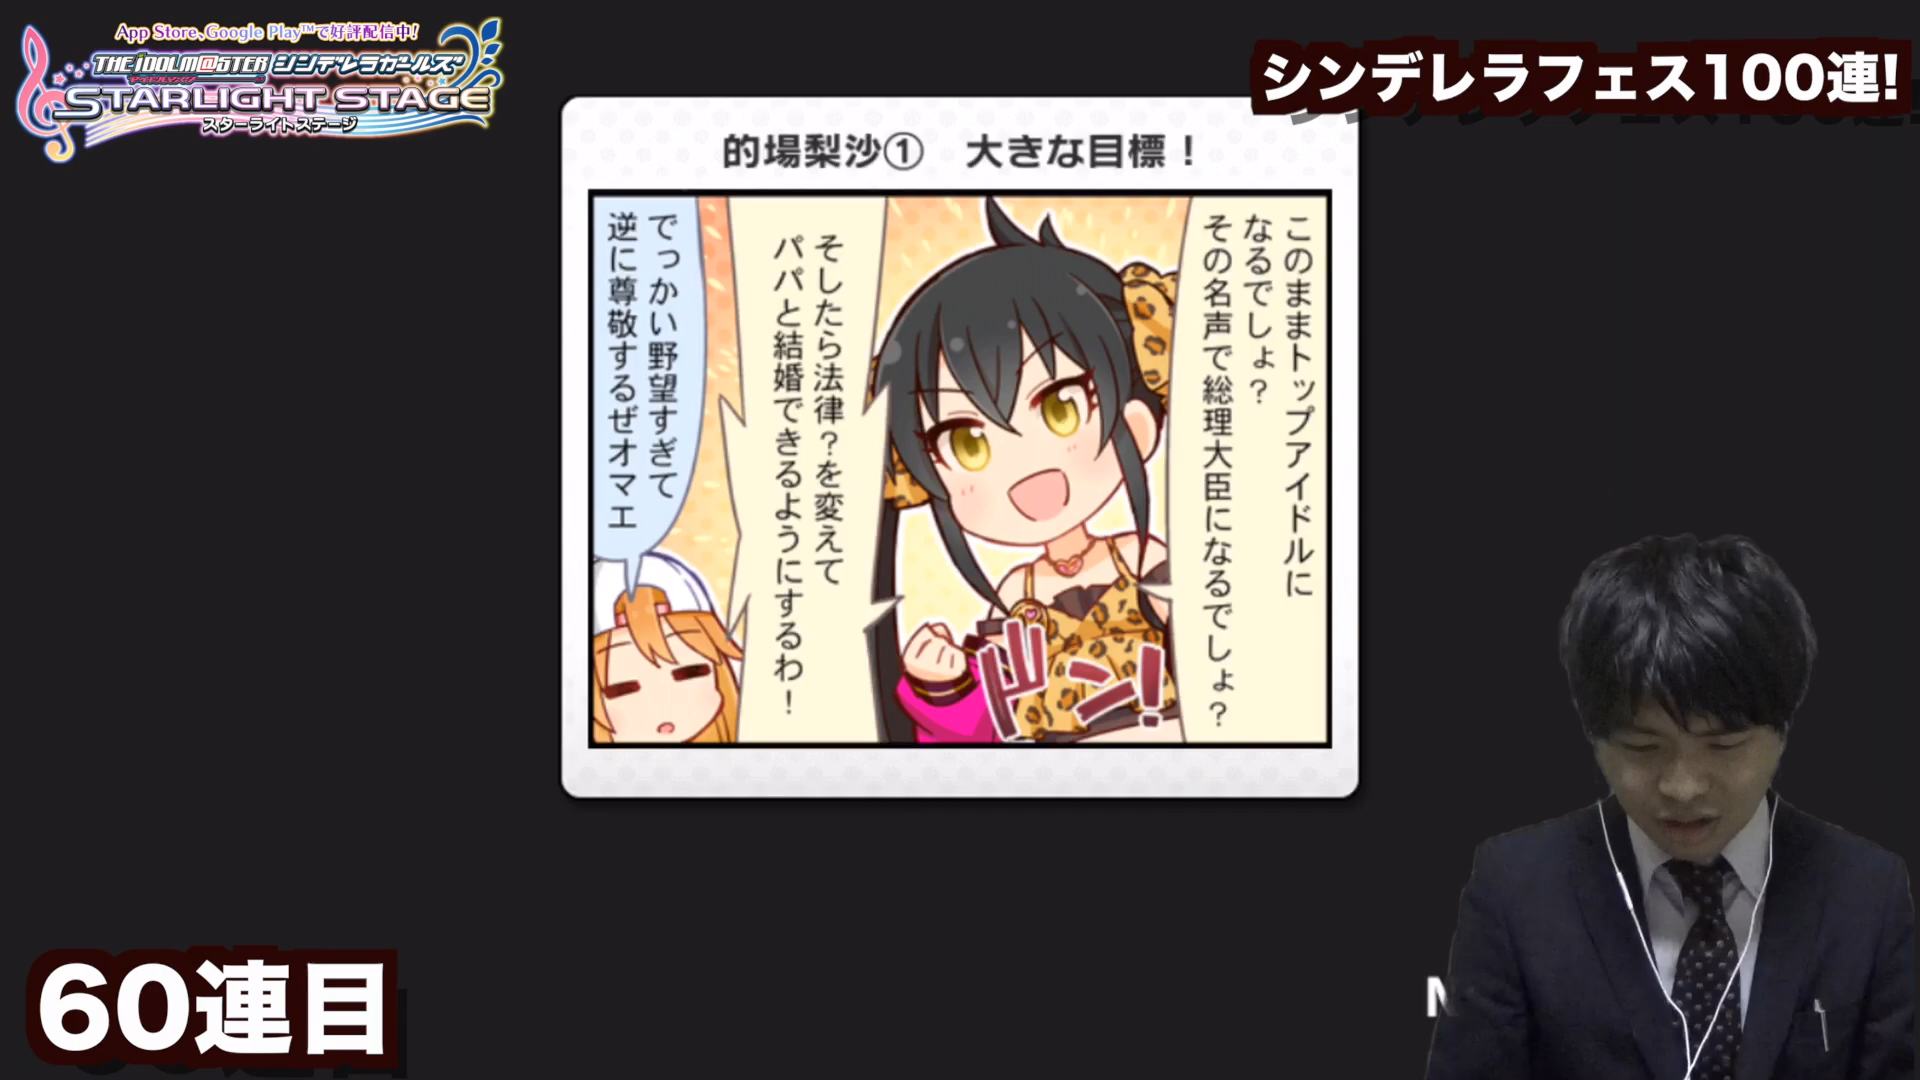 App Store、Google Play™で好評配信中!
THE iDOLM@STER シンデレラガールズ
STARLIGHT STAGE
スターライトステージ
シンデレラフェス100連!
的場梨沙① 大きな目標！
このままトップアイドルに
なるでしょ？
その名声で総理大臣になるでしょ？
そしたら法律？を変えて
パパと結婚できるようにするわ！
でっかい野望すぎて
逆に尊敬するぜオマエ
ドン!
60連目